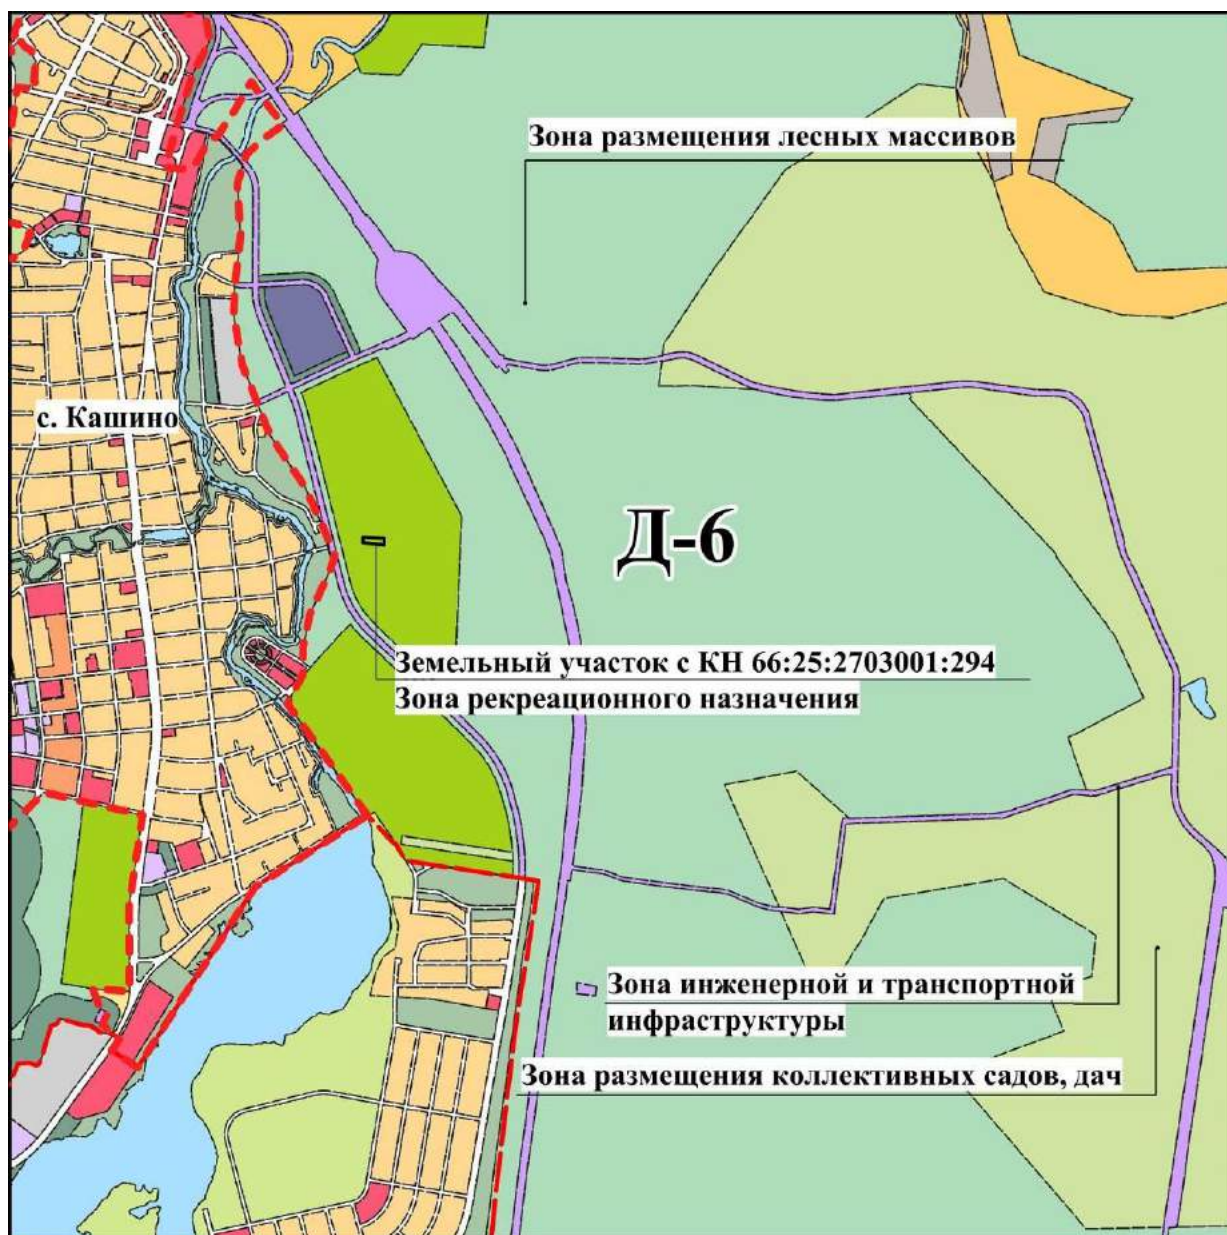 Зона размещения лесных массивов
с. Кашино
Д-6
Земельный участок с КН 66:25:2703001:294
Зона рекреационного назначения
Зона инженерной и транспортной
инфраструктуры
Зона размещения коллективных садов, дач